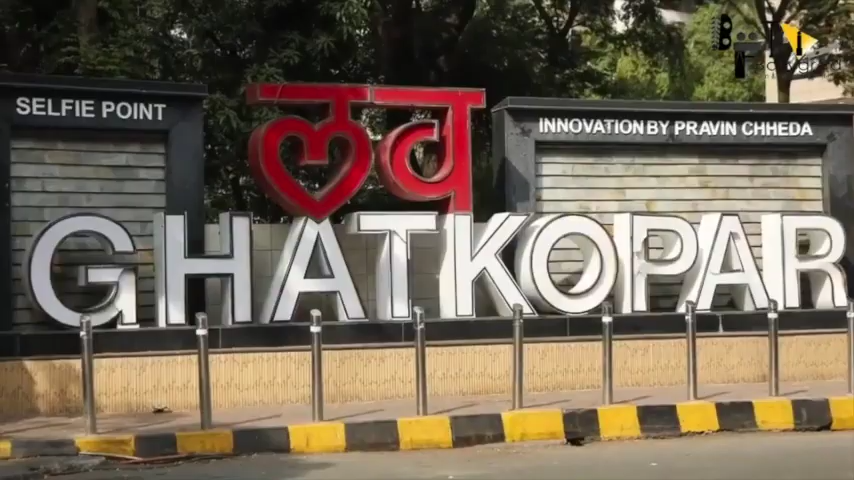 SELFIE POINT
लव
INNOVATION BY PRAVIN CHHEDA
GHATKOPAR